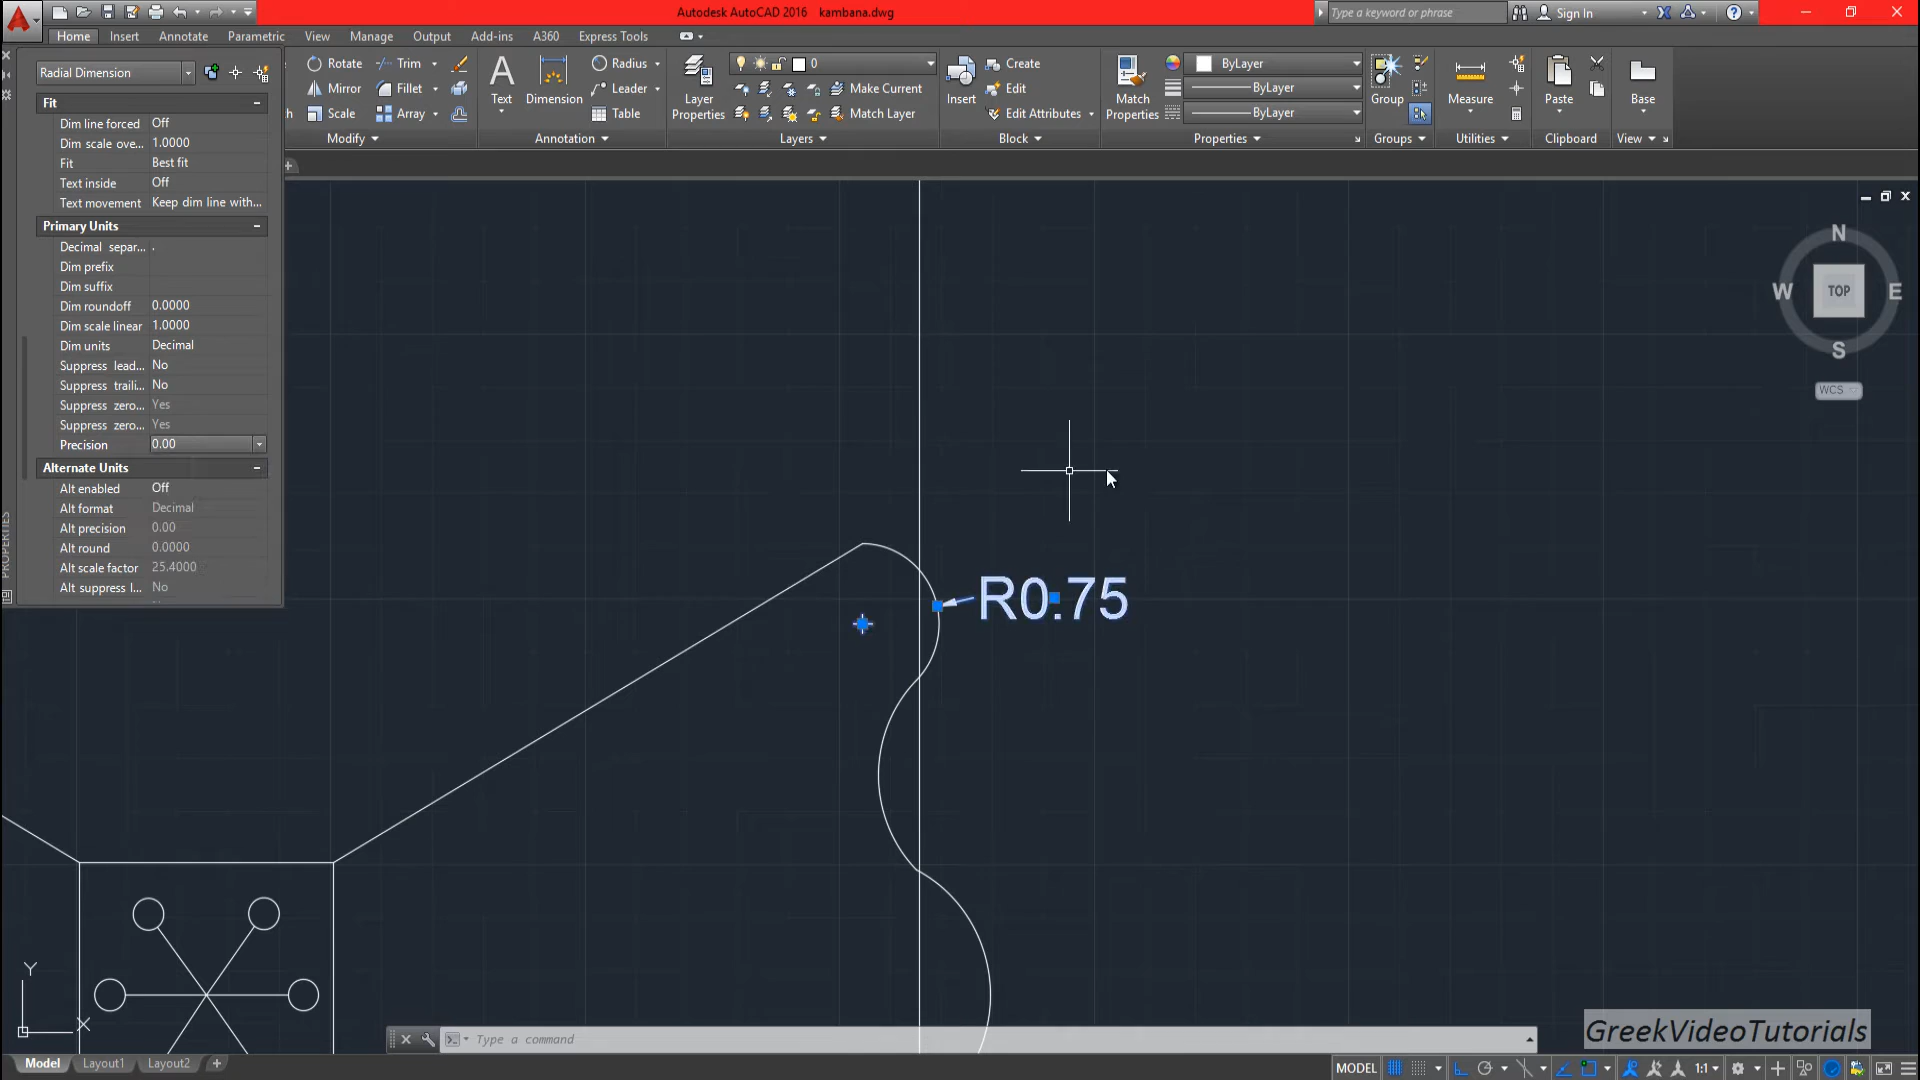 Autodesk AutoCAD 2016 kambana.dwg
Type a keyword or phrase
Sign In
Home Insert Annotate Parametric View Manage Output Add-ins A360 Express Tools
Rotate Trim
Mirror Fillet
Scale Array
Modify
Text
Dimension
Radius
Leader
Table
Annotation
Layer
Properties
0
Make Current
Match Layer
Layers
Insert
Create
Edit
Edit Attributes
Block
Match
Properties
ByLayer
ByLayer
ByLayer
Properties
Group
Groups
Measure
Utilities
Paste
Clipboard
Base
View
Radial Dimension
Fit
Dim line forced Off
Dim scale ove... 1.0000
Fit Best fit
Text inside Off
Text movement Keep dim line with...
Primary Units
Decimal separ... .
Dim prefix
Dim suffix
Dim roundoff 0.0000
Dim scale linear 1.0000
Dim units Decimal
Suppress lead... No
Suppress traili... No
Suppress zero... Yes
Suppress zero... Yes
Precision 0.00
Alternate Units
Alt enabled Off
Alt format Decimal
Alt precision 0.00
Alt round 0.0000
Alt scale factor 25.4000
Alt suppress l... No
PROPERTIES
N
W TOP E
S
WCS
R0.75
Y
X
Type a command
GreekVideoTutorials
Model Layout1 Layout2 +
MODEL 1:1